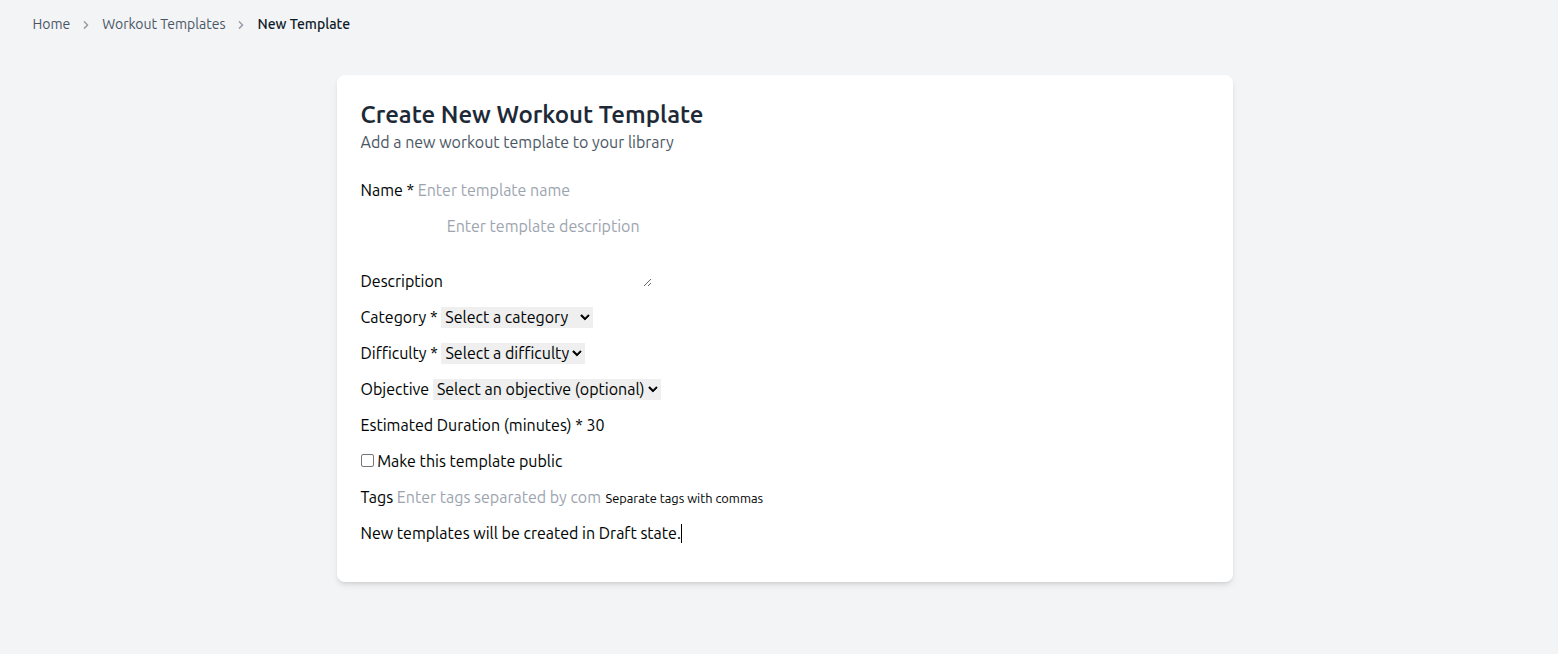 Home > Workout Templates > New Template
Create New Workout Template
Add a new workout template to your library
Name * Enter template name
Enter template description
Description
Category * Select a category
Difficulty * Select a difficulty
Objective Select an objective (optional)
Estimated Duration (minutes) * 30
Make this template public
Tags Enter tags separated by com Separate tags with commas
New templates will be created in Draft state.